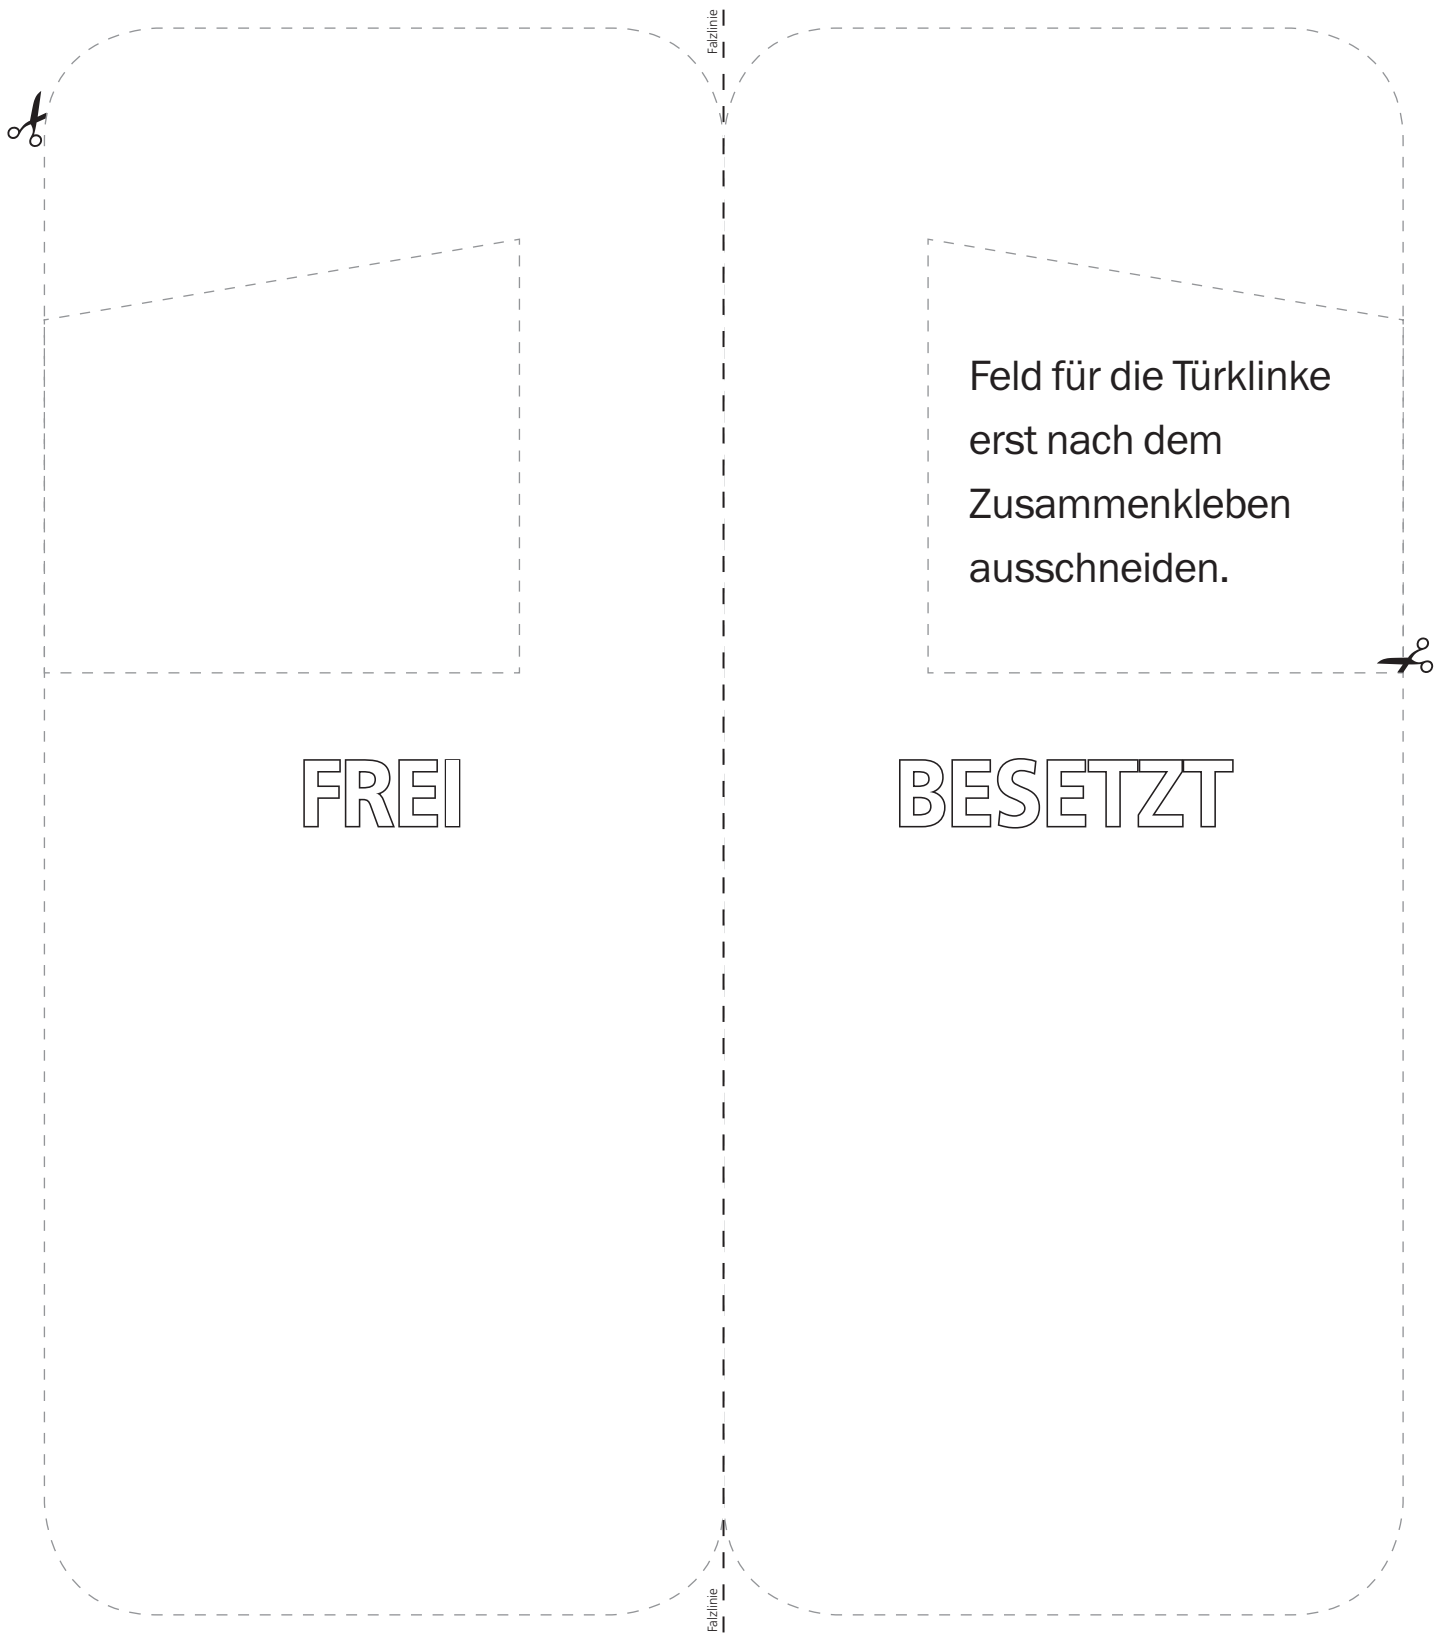 Falzlinie
Feld für die Türklinke
erst nach dem
Zusammenkleben
ausschneiden.
FREI
BESETZT
Falzlinie